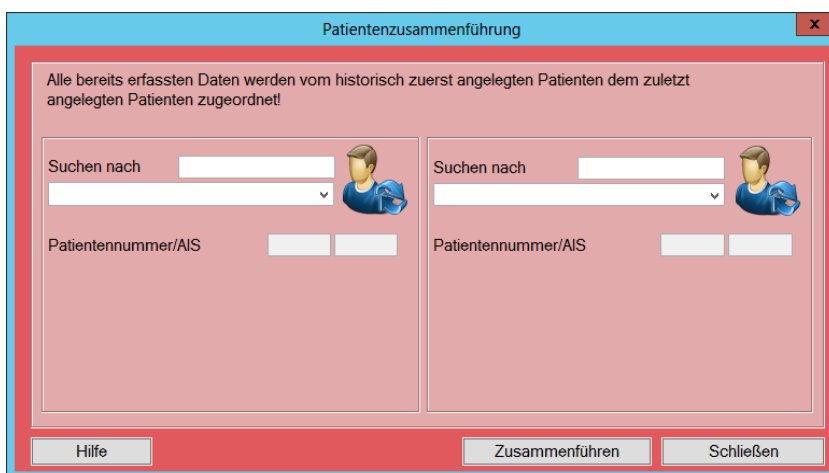 Patientenzusammenführung
x
Alle bereits erfassten Daten werden vom historisch zuerst angelegten Patienten dem zuletzt
angelegten Patienten zugeordnet!
Suchen nach
Patientennummer/AIS
Suchen nach
Patientennummer/AIS
Hilfe
Zusammenführen
Schließen